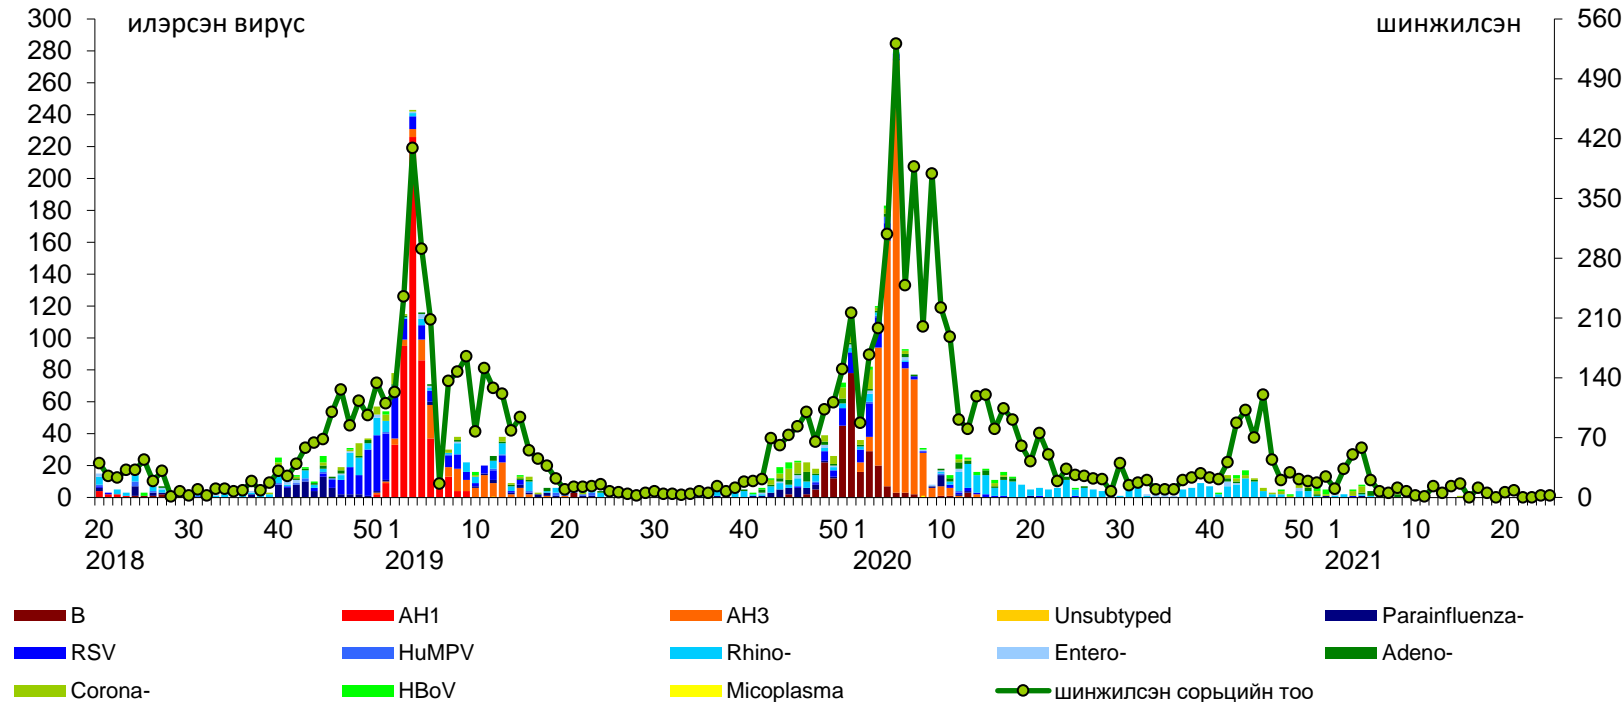 илэрсэн вирүс
шинжилсэн
300 560
280
260 490
240
220 420
200
180 350
160
140 280
120
100 210
80
60 140
40
20 70
0 0
20 30 40 50 1 10 20 30 40 50 1 10 20 30 40 50 1 10 20
2018 2019 2020 2021
B AH1 AH3 Unsubtyped Parainfluenza-
RSV HuMPV Rhino- Entero- Adeno-
Corona- HBoV Micoplasma шинжилсэн сорьцийн тоо